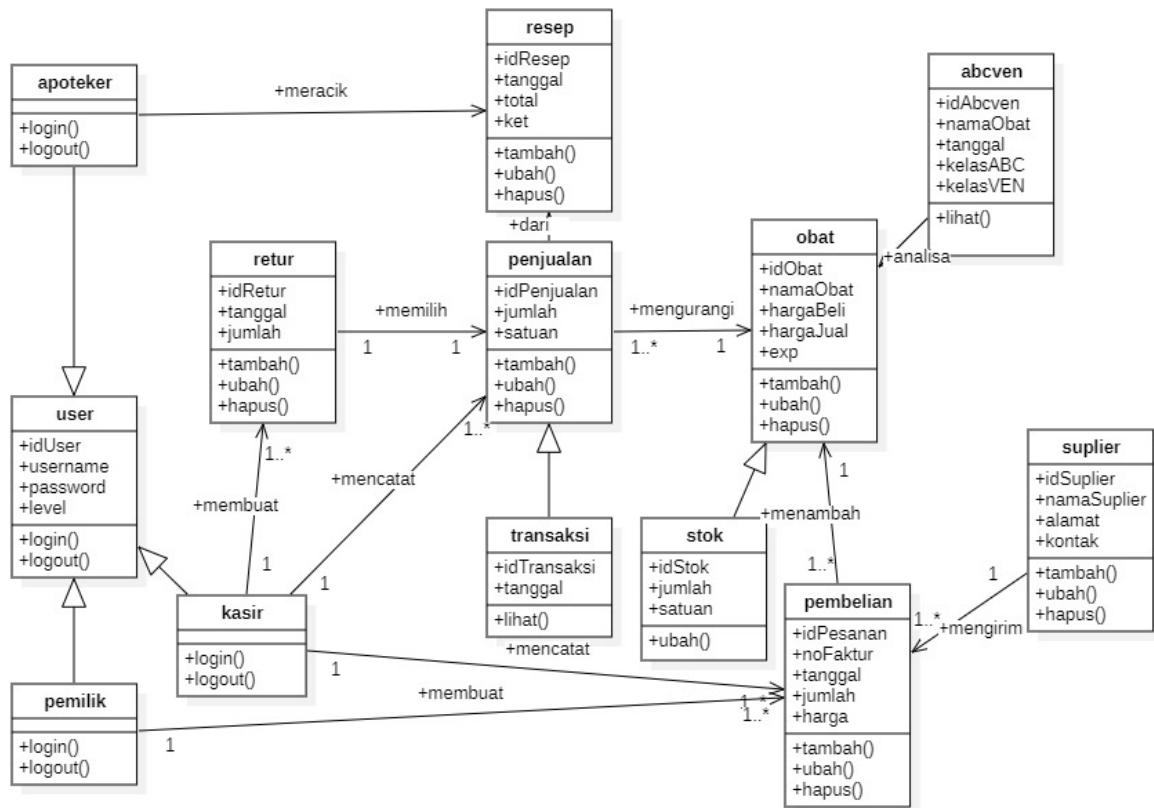 resep
+idResep
+tanggal
+total
+ket
+tambah()
+ubah()
+hapus()
apoteker
+login()
+logout()
+meracik
abcven
+idAbcven
+namaObat
+tanggal
+kelasABC
+kelasVEN
+lihat()
+dari
+analisa
retur
+idRetur
+tanggal
+jumlah
+tambah()
+ubah()
+hapus()
+memilih
1
1
penjualan
+idPenjualan
+jumlah
+satuan
+tambah()
+ubah()
+hapus()
+mengurangi
1..*
1
obat
+idObat
+namaObat
+hargaBeli
+hargaJual
+exp
+tambah()
+ubah()
+hapus()
user
+idUser
+username
+password
+level
+login()
+logout()
1..*
+membuat
1
1..*
+mencatat
1
transaksi
+idTransaksi
+tanggal
+lihat()
stok
+idStok
+jumlah
+satuan
+ubah()
1
+menambah
1..*
suplier
+idSuplier
+namaSuplier
+alamat
+kontak
+tambah()
+ubah()
+hapus()
1
1..*
+mengirim
kasir
+login()
+logout()
+mencatat
1
1..*
pembelian
+idPesanan
+noFaktur
+tanggal
+jumlah
+harga
+tambah()
+ubah()
+hapus()
pemilik
+login()
+logout()
+membuat
1
1..*